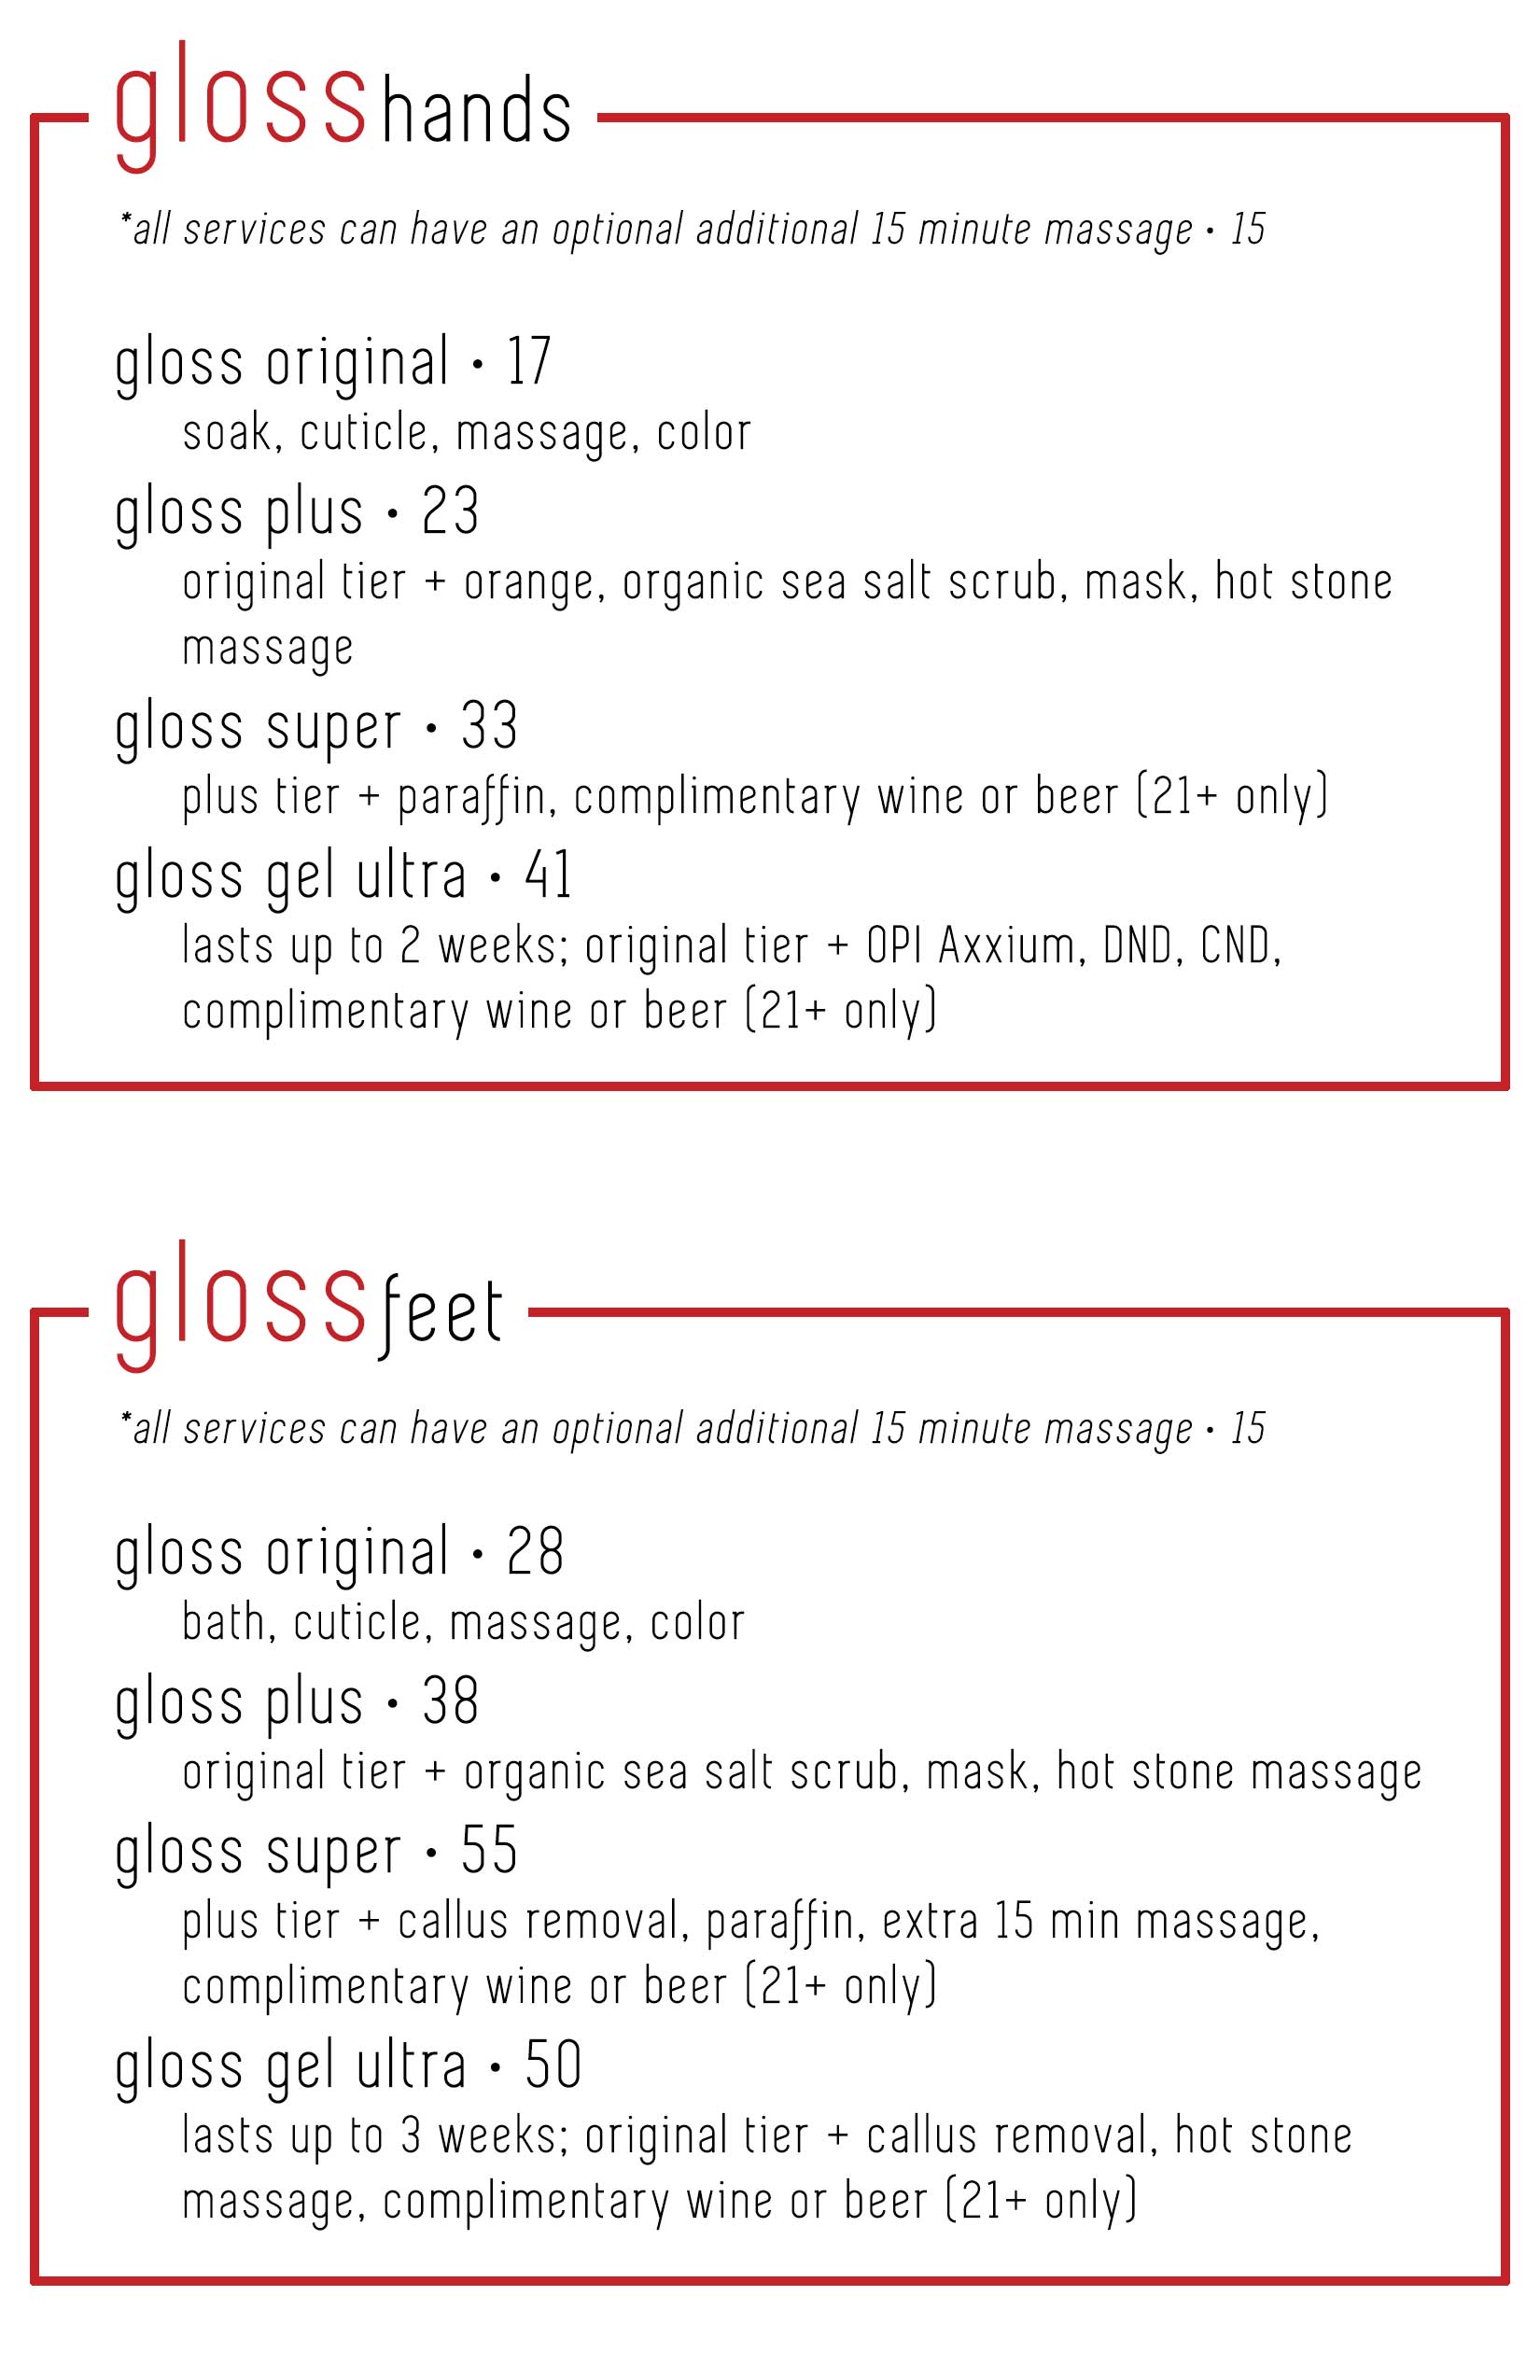 gloss hands
*all services can have an optional additional 15 minute massage • 15
gloss original • 17
soak, cuticle, massage, color
gloss plus • 23
original tier + orange, organic sea salt scrub, mask, hot stone
massage
gloss super • 33
plus tier + paraffin, complimentary wine or beer (21+ only)
gloss gel ultra • 41
lasts up to 2 weeks; original tier + OPI Axxium, DND, CND,
complimentary wine or beer (21+ only)
gloss feet
*all services can have an optional additional 15 minute massage • 15
gloss original • 28
bath, cuticle, massage, color
gloss plus • 38
original tier + organic sea salt scrub, mask, hot stone massage
gloss super • 55
plus tier + callus removal, paraffin, extra 15 min massage,
complimentary wine or beer (21+ only)
gloss gel ultra • 50
lasts up to 3 weeks; original tier + callus removal, hot stone
massage, complimentary wine or beer (21+ only)